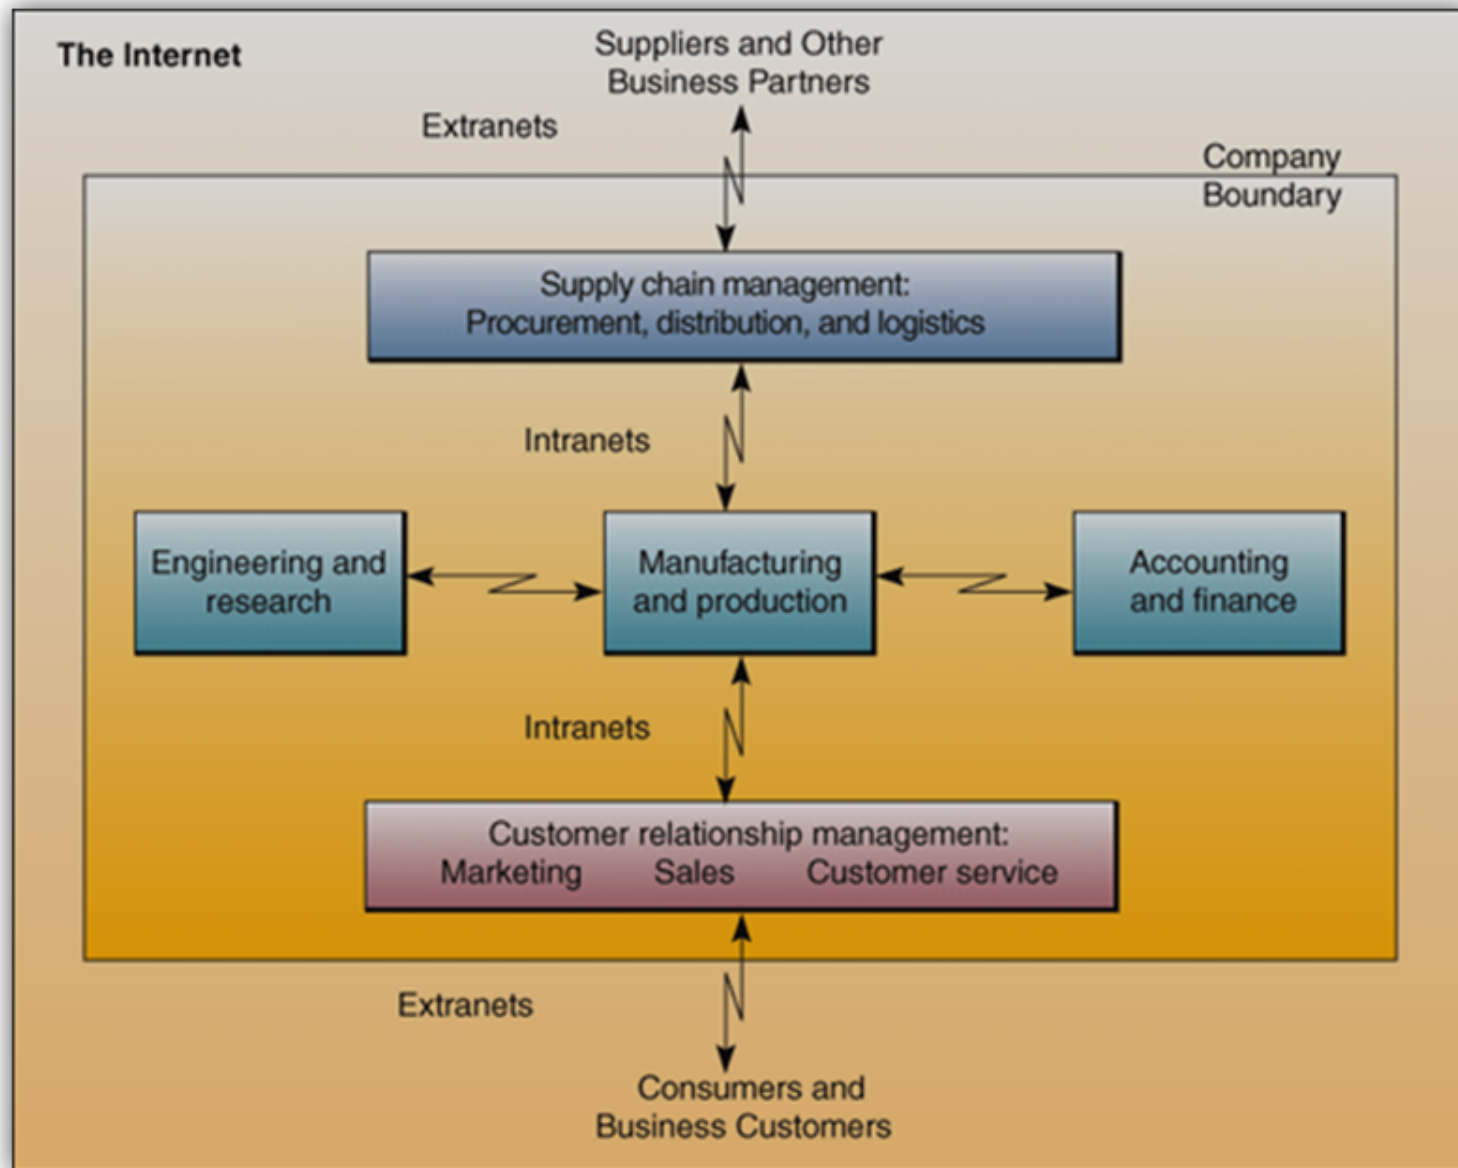 The Internet
Suppliers and Other
Business Partners
Extranets
Company
Boundary
Supply chain management:
Procurement, distribution, and logistics
Intranets
Engineering and
research
Manufacturing
and production
Accounting
and finance
Intranets
Customer relationship management:
Marketing Sales Customer service
Extranets
Consumers and
Business Customers